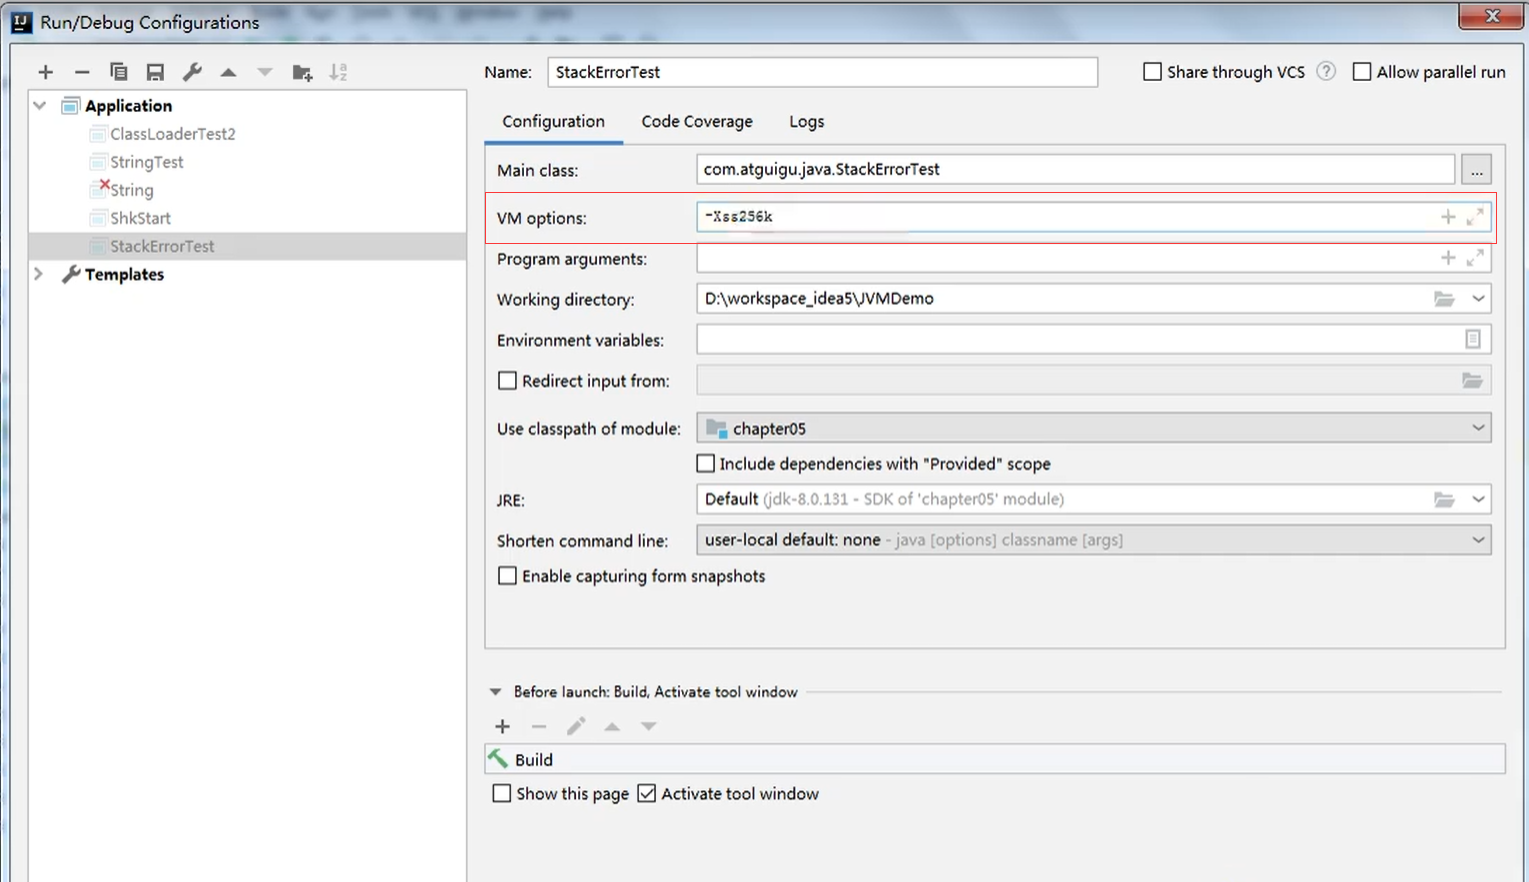 Run/Debug Configurations
Name: StackErrorTest
Share through VCS ?
Allow parallel run
Application
ClassLoaderTest2
StringTest
String
ShkStart
StackErrorTest
Templates
Configuration Code Coverage Logs
Main class: com.atguigu.java.StackErrorTest ...
VM options: -Xss256k
Program arguments:
Working directory: D:\workspace_idea5\JVMDemo
Environment variables:
Redirect input from:
Use classpath of module: chapter05
Include dependencies with "Provided" scope
JRE: Default (jdk-8.0.131 - SDK of 'chapter05' module)
Shorten command line: user-local default: none - java [options] classname [args]
Enable capturing form snapshots
Before launch: Build, Activate tool window
Build
Show this page Activate tool window